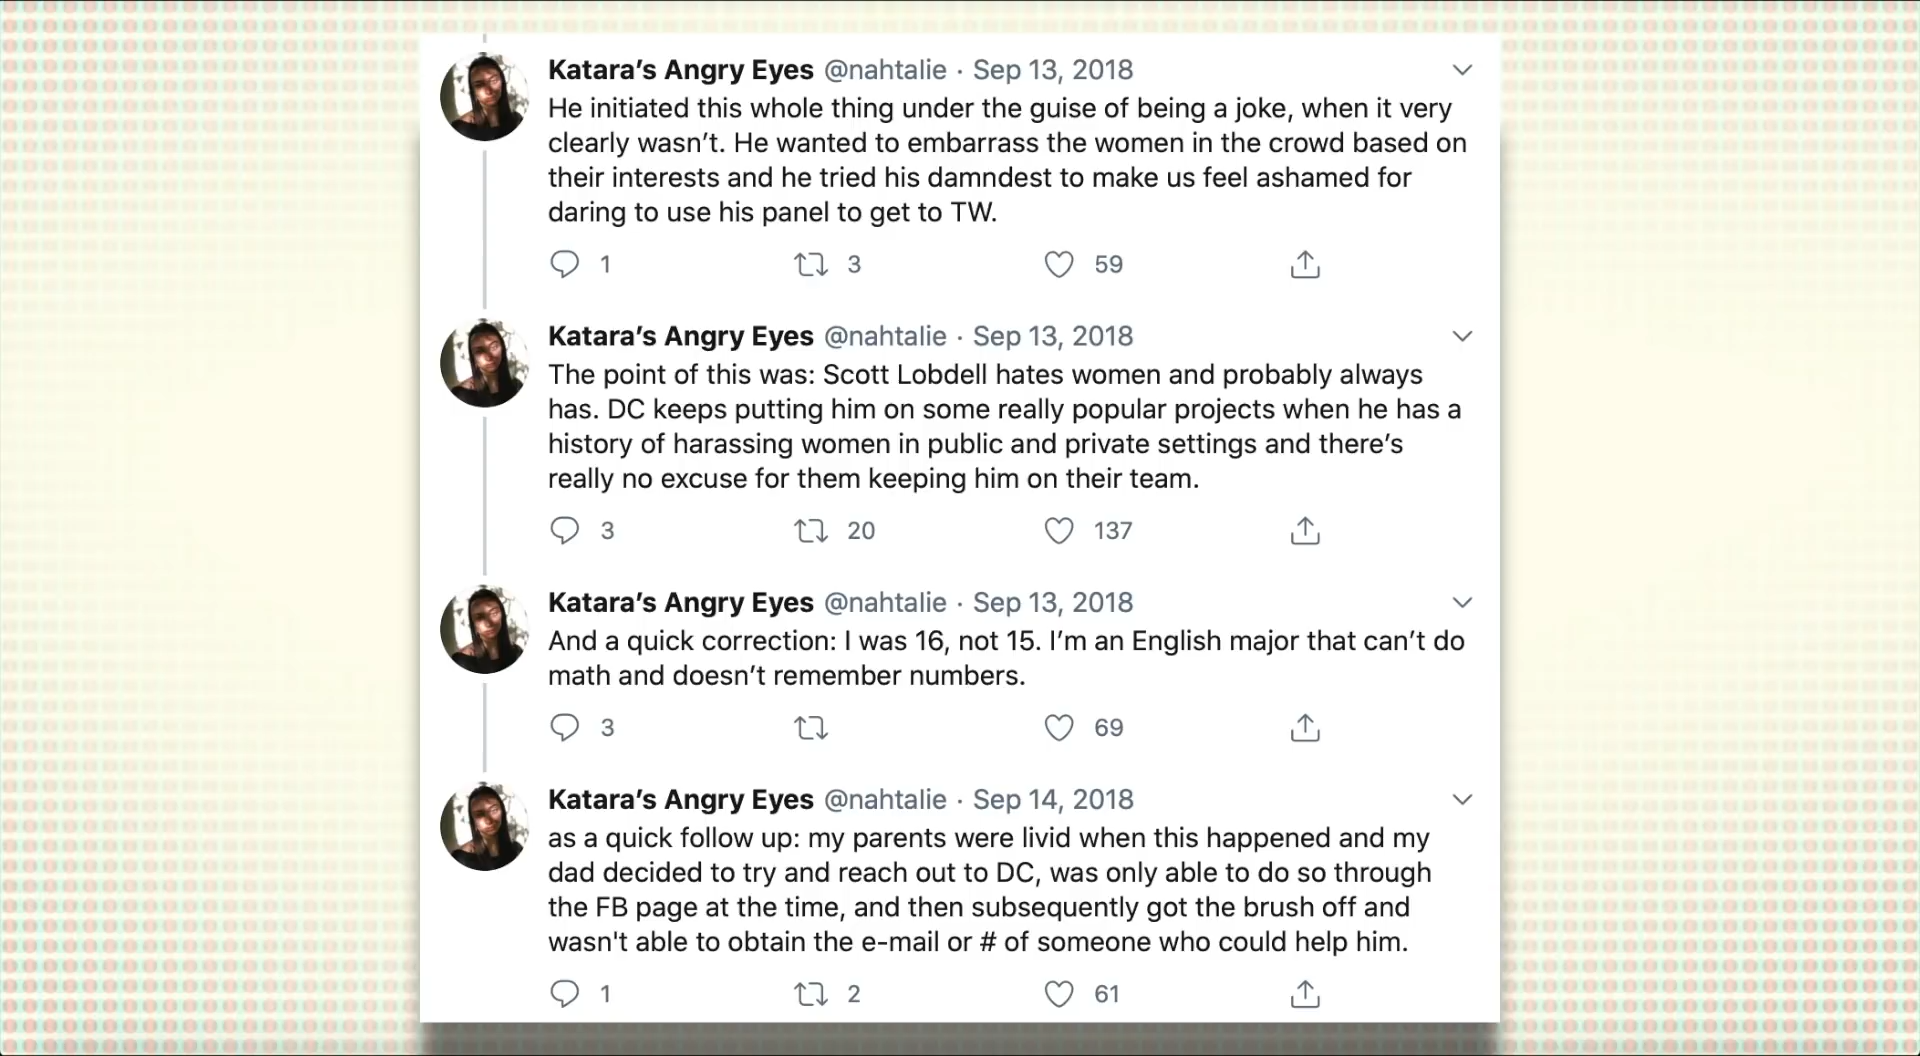 Katara’s Angry Eyes @nahtalie · Sep 13, 2018
He initiated this whole thing under the guise of being a joke, when it very
clearly wasn’t. He wanted to embarrass the women in the crowd based on
their interests and he tried his damndest to make us feel ashamed for
daring to use his panel to get to TW.
1 3 59
Katara’s Angry Eyes @nahtalie · Sep 13, 2018
The point of this was: Scott Lobdell hates women and probably always
has. DC keeps putting him on some really popular projects when he has a
history of harassing women in public and private settings and there’s
really no excuse for them keeping him on their team.
3 20 137
Katara’s Angry Eyes @nahtalie · Sep 13, 2018
And a quick correction: I was 16, not 15. I’m an English major that can’t do
math and doesn’t remember numbers.
3 69
Katara’s Angry Eyes @nahtalie · Sep 14, 2018
as a quick follow up: my parents were livid when this happened and my
dad decided to try and reach out to DC, was only able to do so through
the FB page at the time, and then subsequently got the brush off and
wasn't able to obtain the e-mail or # of someone who could help him.
1 2 61